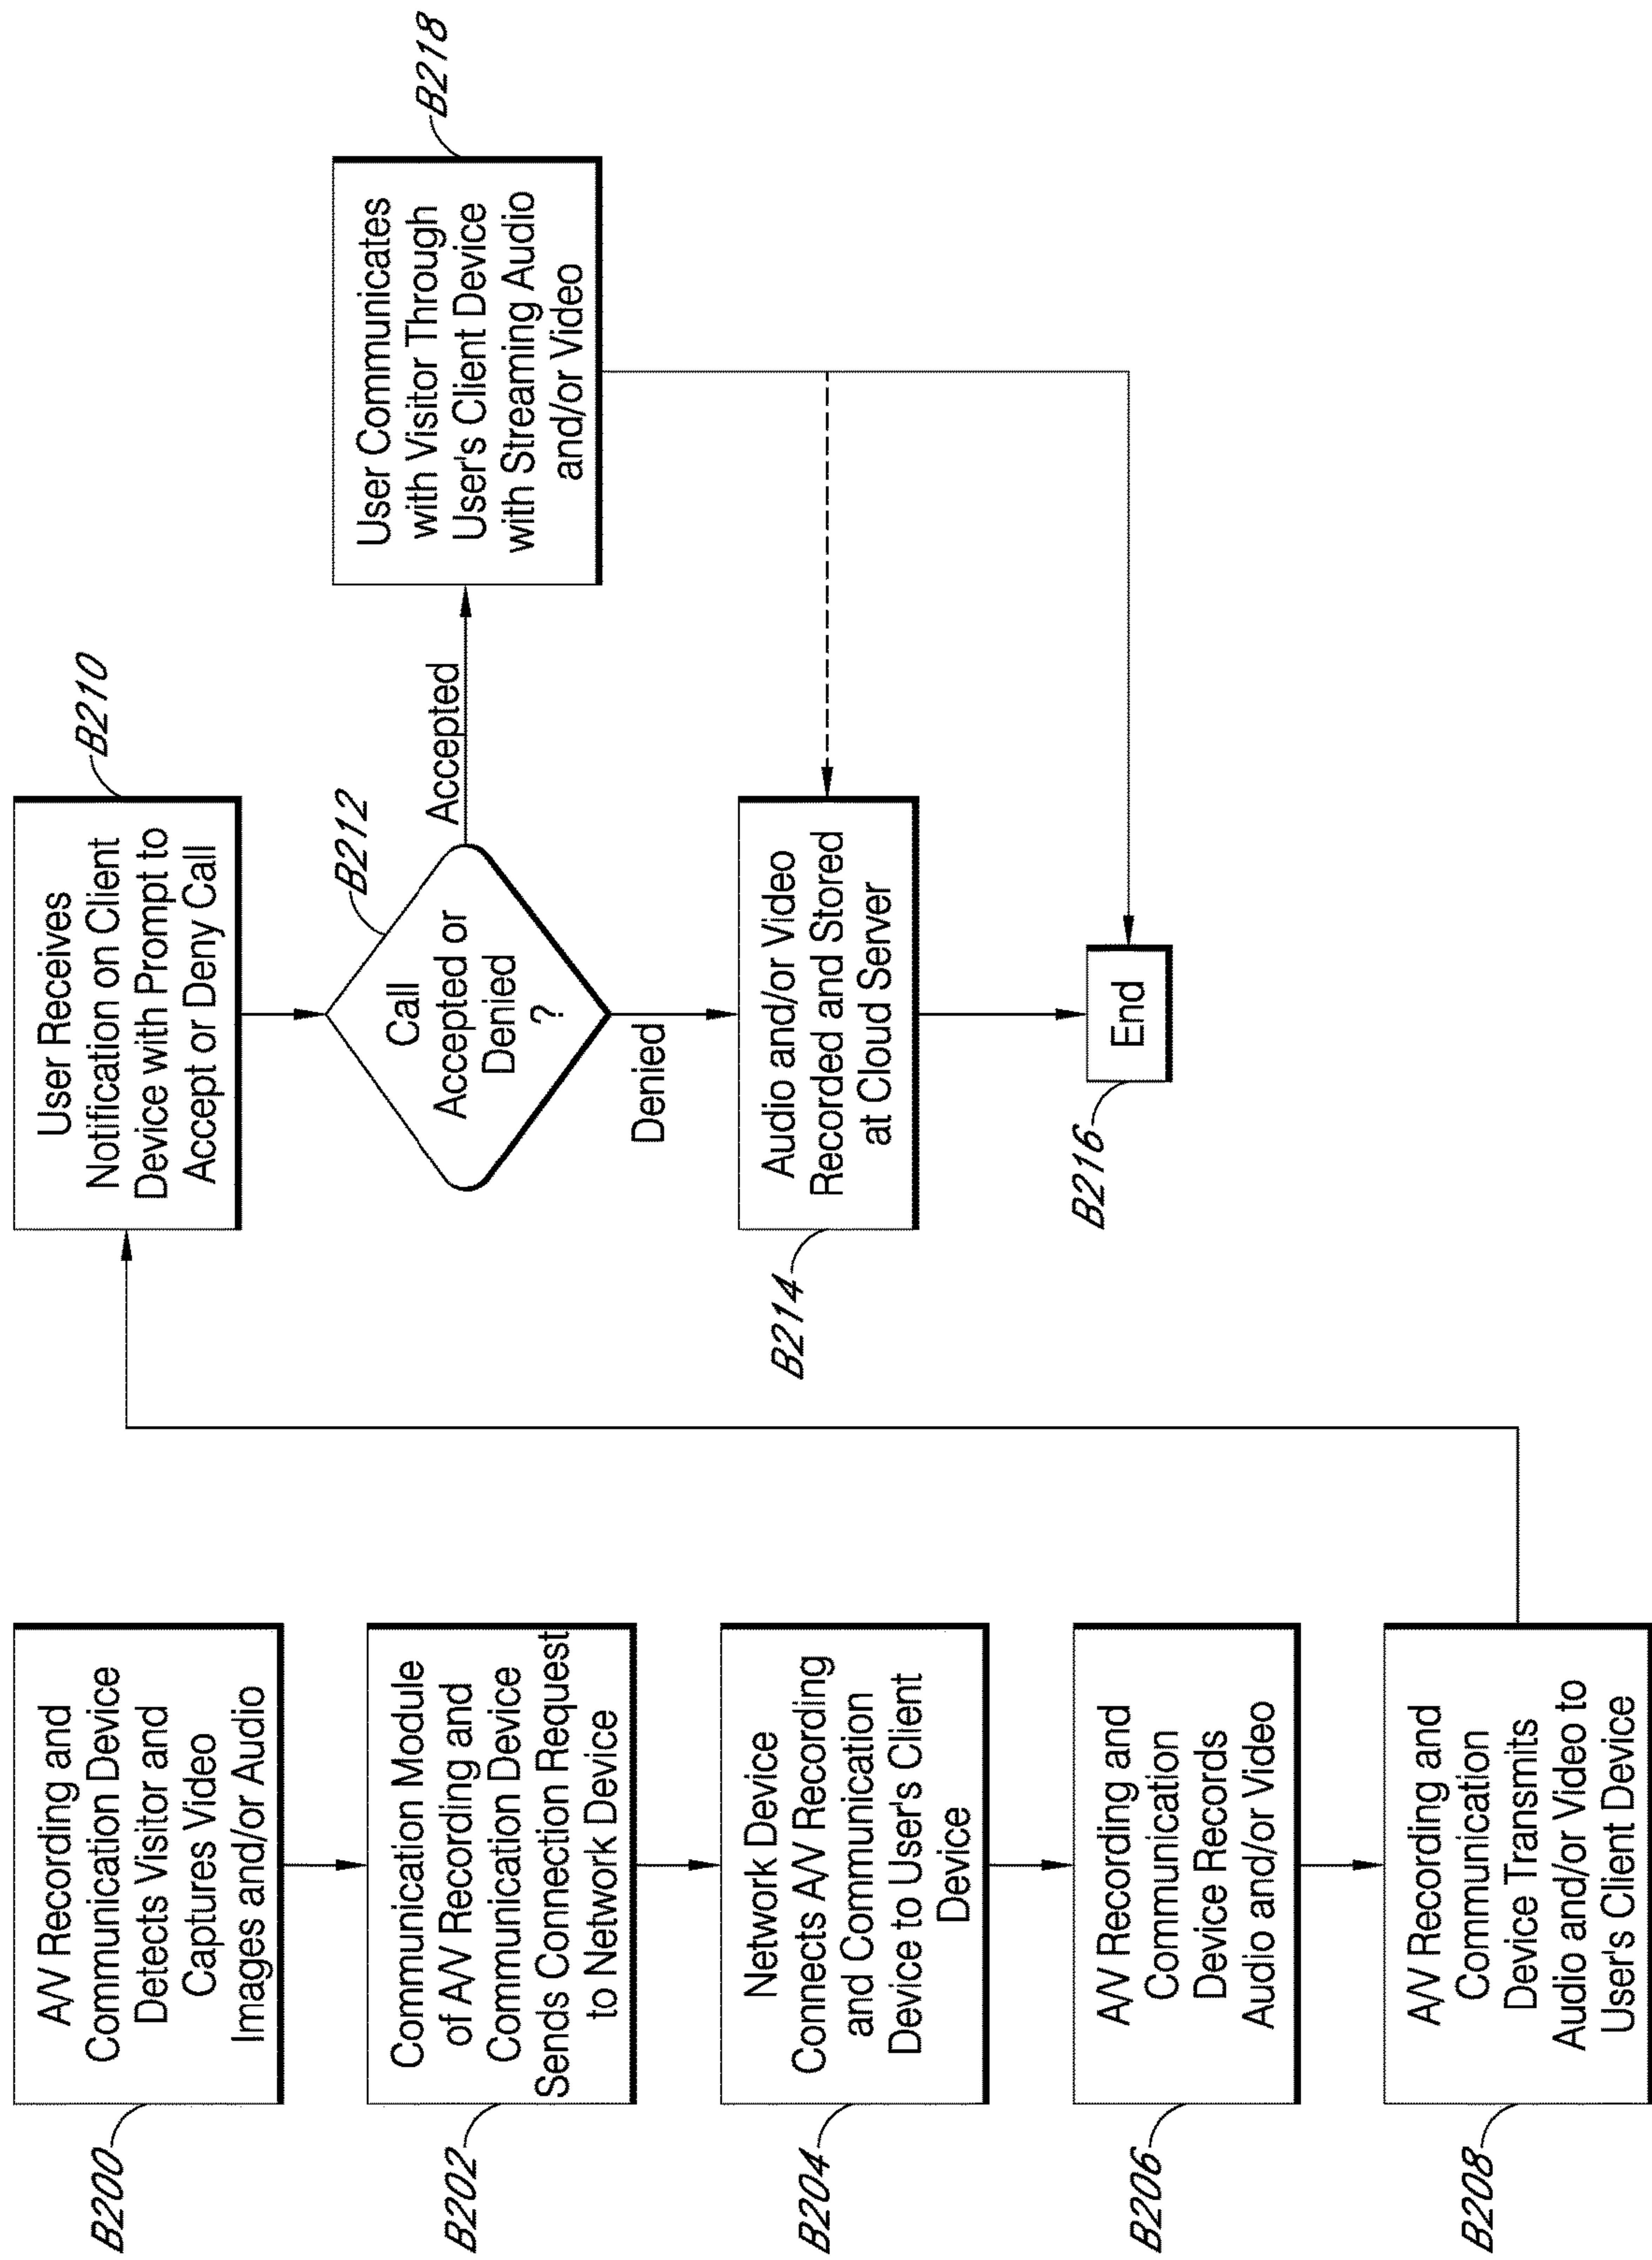 B200
A/V Recording and
Communication Device
Detects Visitor and
Captures Video
Images and/or Audio
B202
Communication Module
of A/V Recording and
Communication Device
Sends Connection Request
to Network Device
B204
Network Device
Connects A/V Recording
and Communication
Device to User's Client
Device
B206
A/V Recording and
Communication
Device Records
Audio and/or Video
B208
A/V Recording and
Communication
Device Transmits
Audio and/or Video to
User's Client Device
User Receives
Notification on Client
Device with Prompt to
Accept or Deny Call
B210
B212
Call
Accepted or
Denied
?
Accepted
Denied
User Communicates
with Visitor Through
User's Client Device
with Streaming Audio
and/or Video
B218
B214
Audio and/or Video
Recorded and Stored
at Cloud Server
B216
End